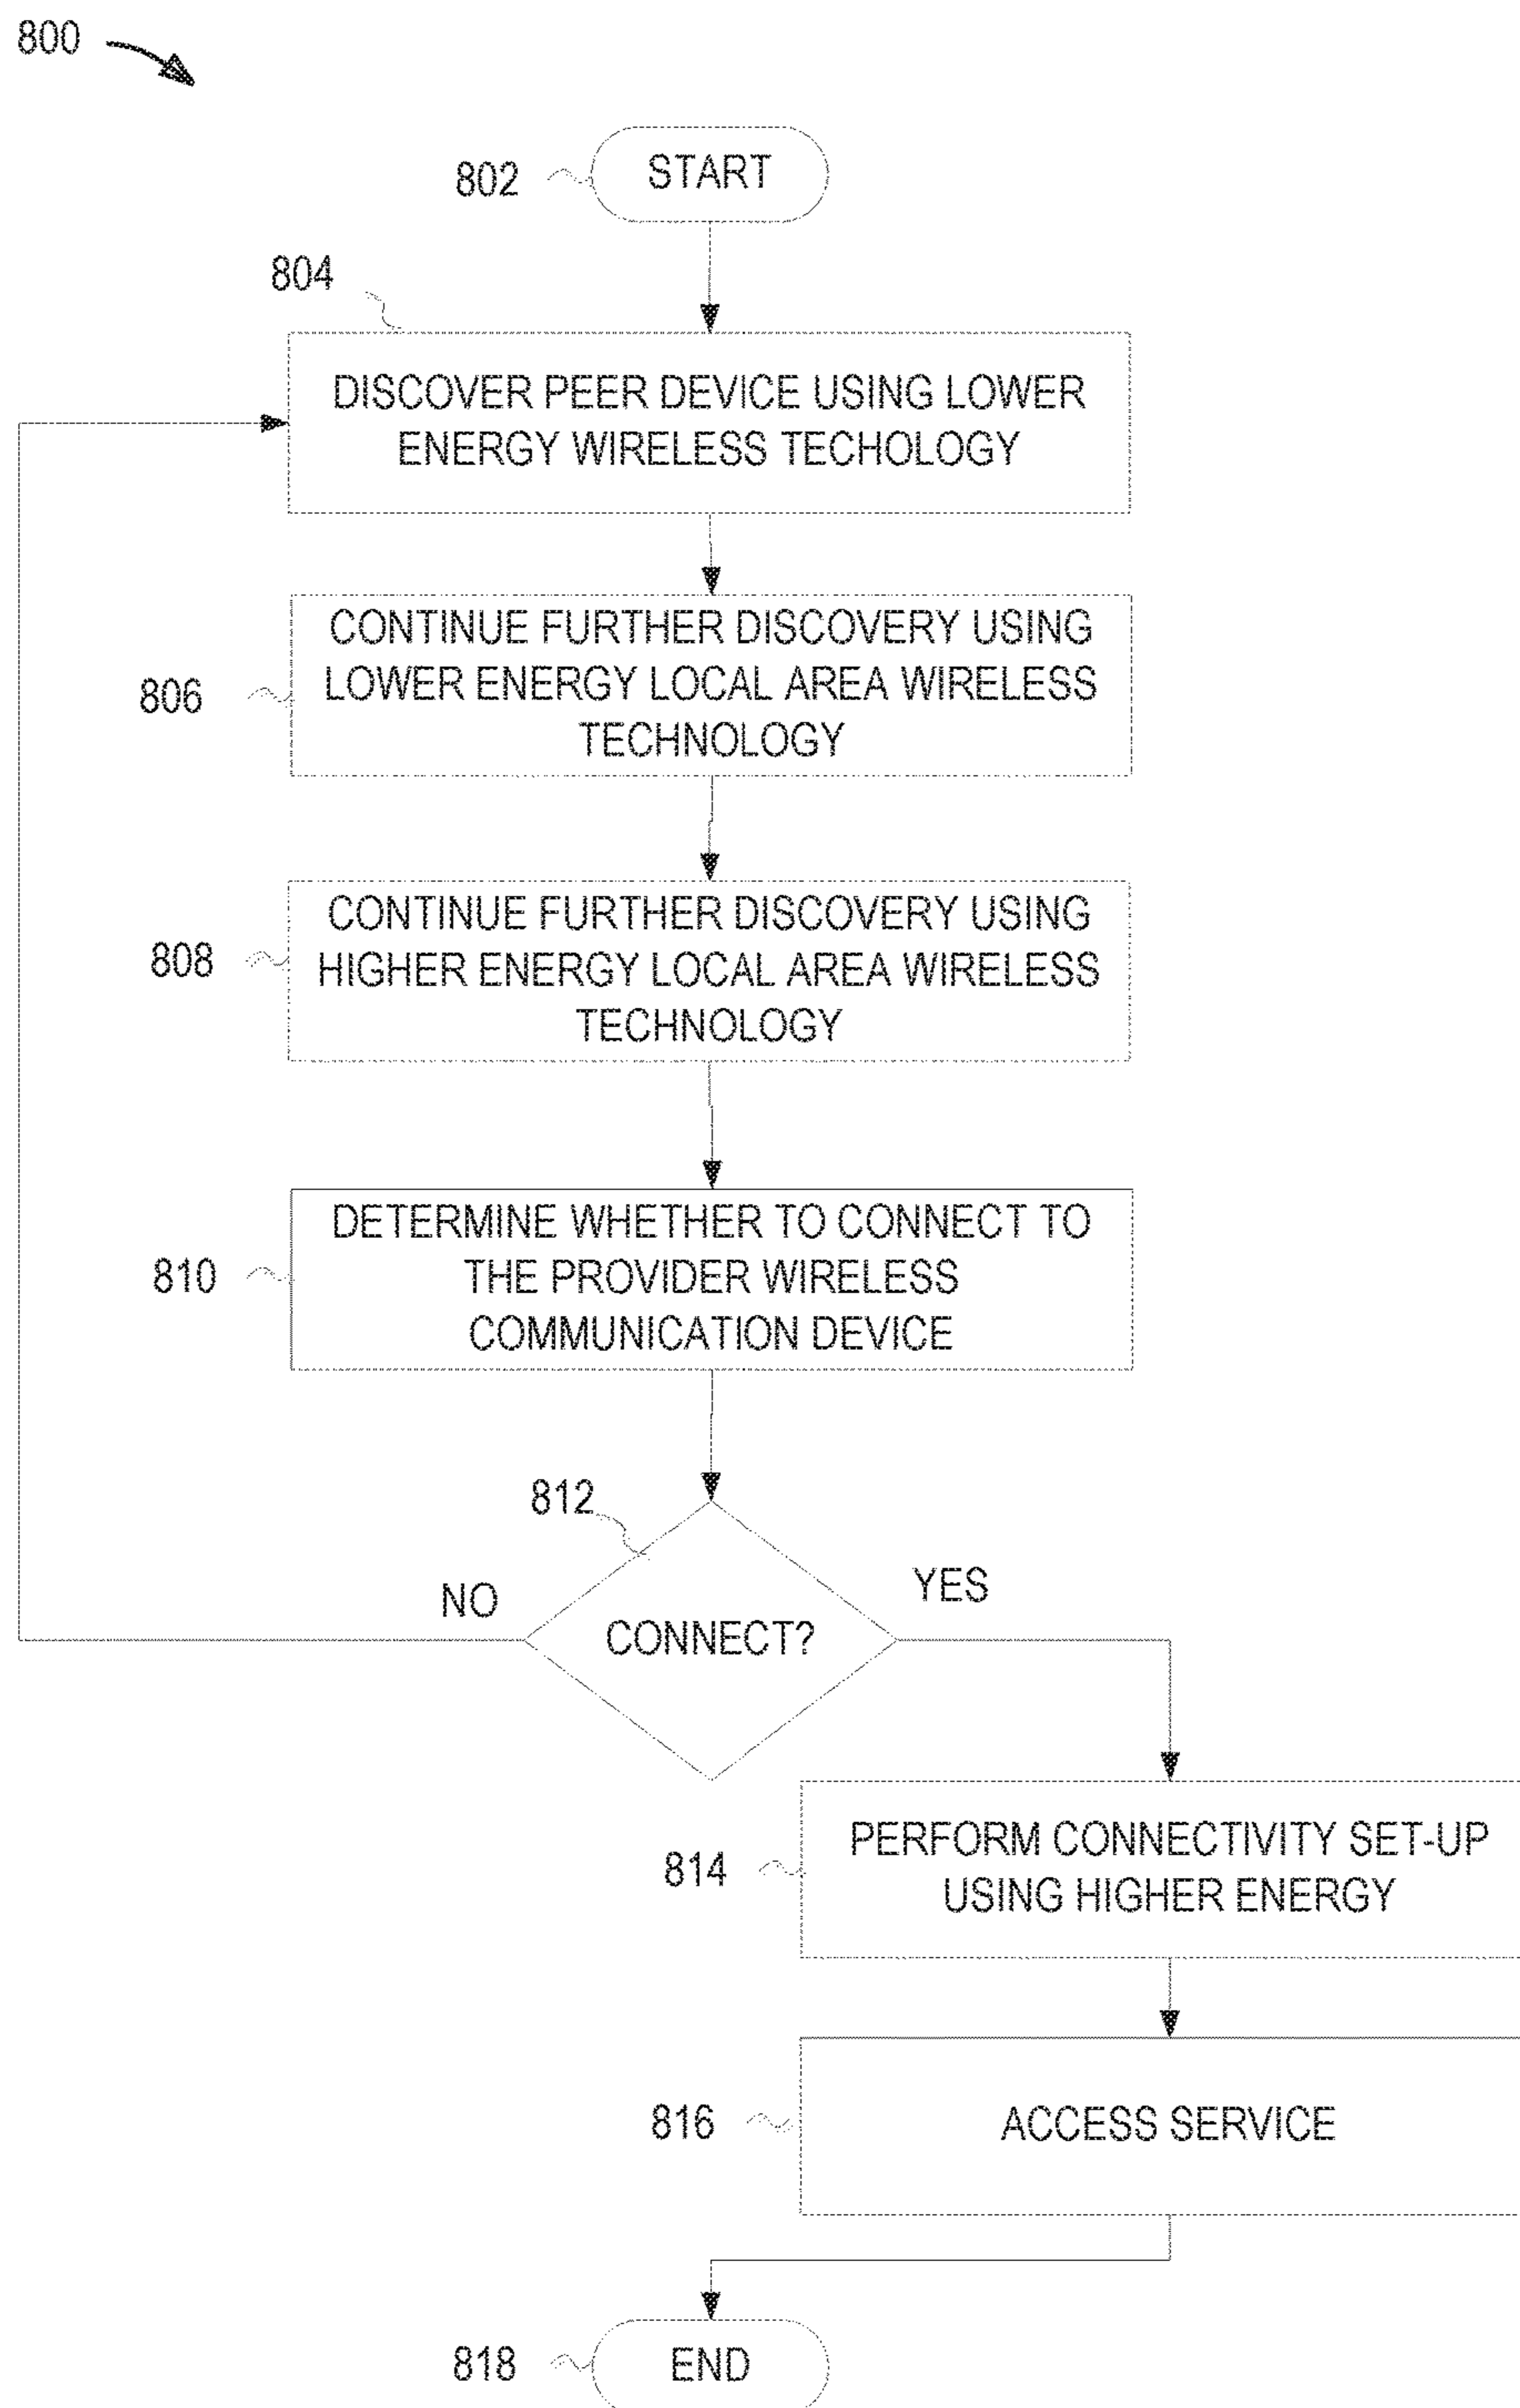 800
802
START
804
DISCOVER PEER DEVICE USING LOWER
ENERGY WIRELESS TECHOLOGY
806
CONTINUE FURTHER DISCOVERY USING
LOWER ENERGY LOCAL AREA WIRELESS
TECHNOLOGY
808
CONTINUE FURTHER DISCOVERY USING
HIGHER ENERGY LOCAL AREA WIRELESS
TECHNOLOGY
810
DETERMINE WHETHER TO CONNECT TO
THE PROVIDER WIRELESS
COMMUNICATION DEVICE
812
NO
YES
CONNECT?
814
PERFORM CONNECTIVITY SET-UP
USING HIGHER ENERGY
816
ACCESS SERVICE
818
END